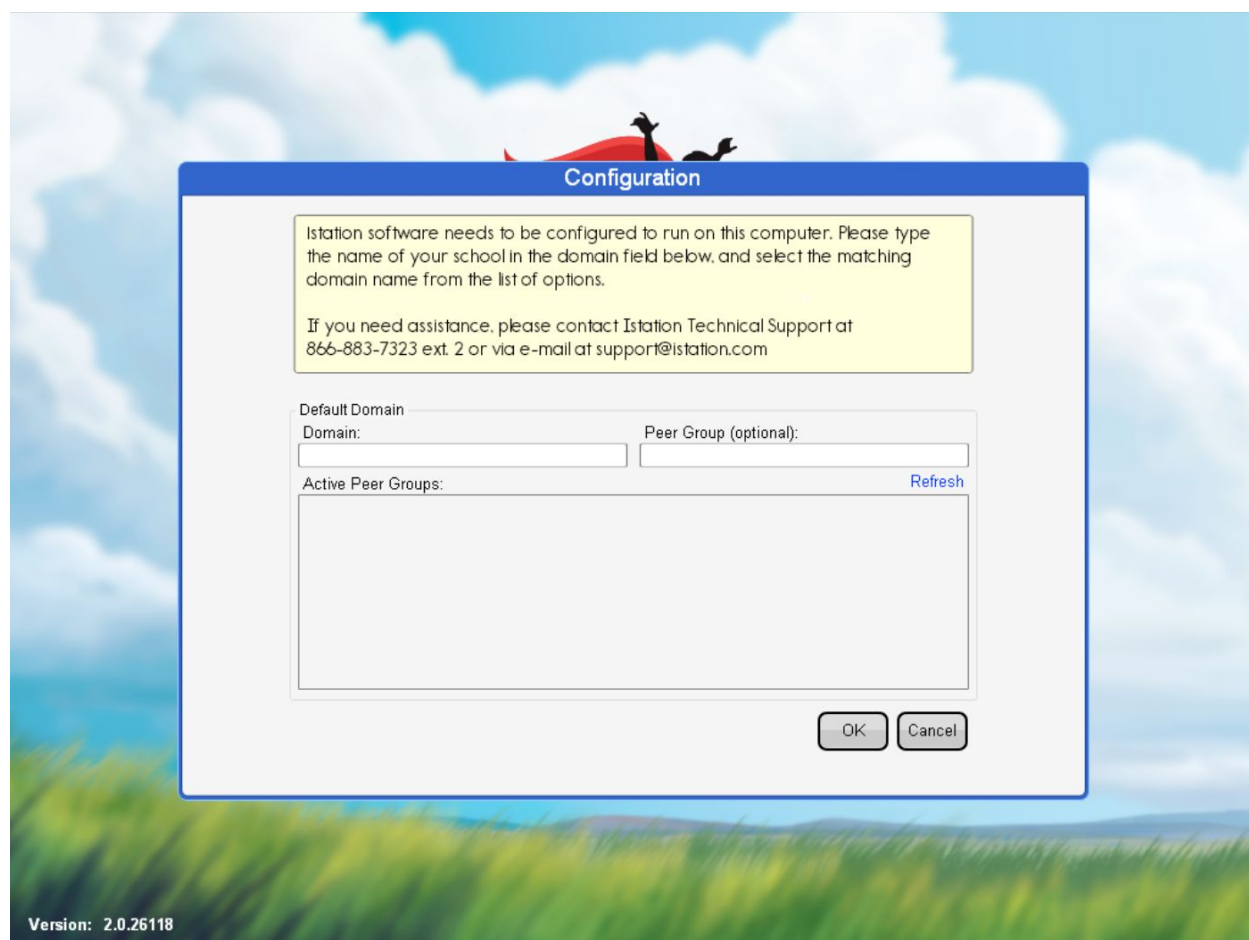 Configuration
Istation software needs to be configured to run on this computer. Please type
the name of your school in the domain field below, and select the matching
domain name from the list of options.
If you need assistance, please contact Istation Technical Support at
866-883-7323 ext. 2 or via e-mail at support@istation.com
Default Domain
Domain: Peer Group (optional):
Active Peer Groups: Refresh
OK Cancel
Version: 2.0.26118